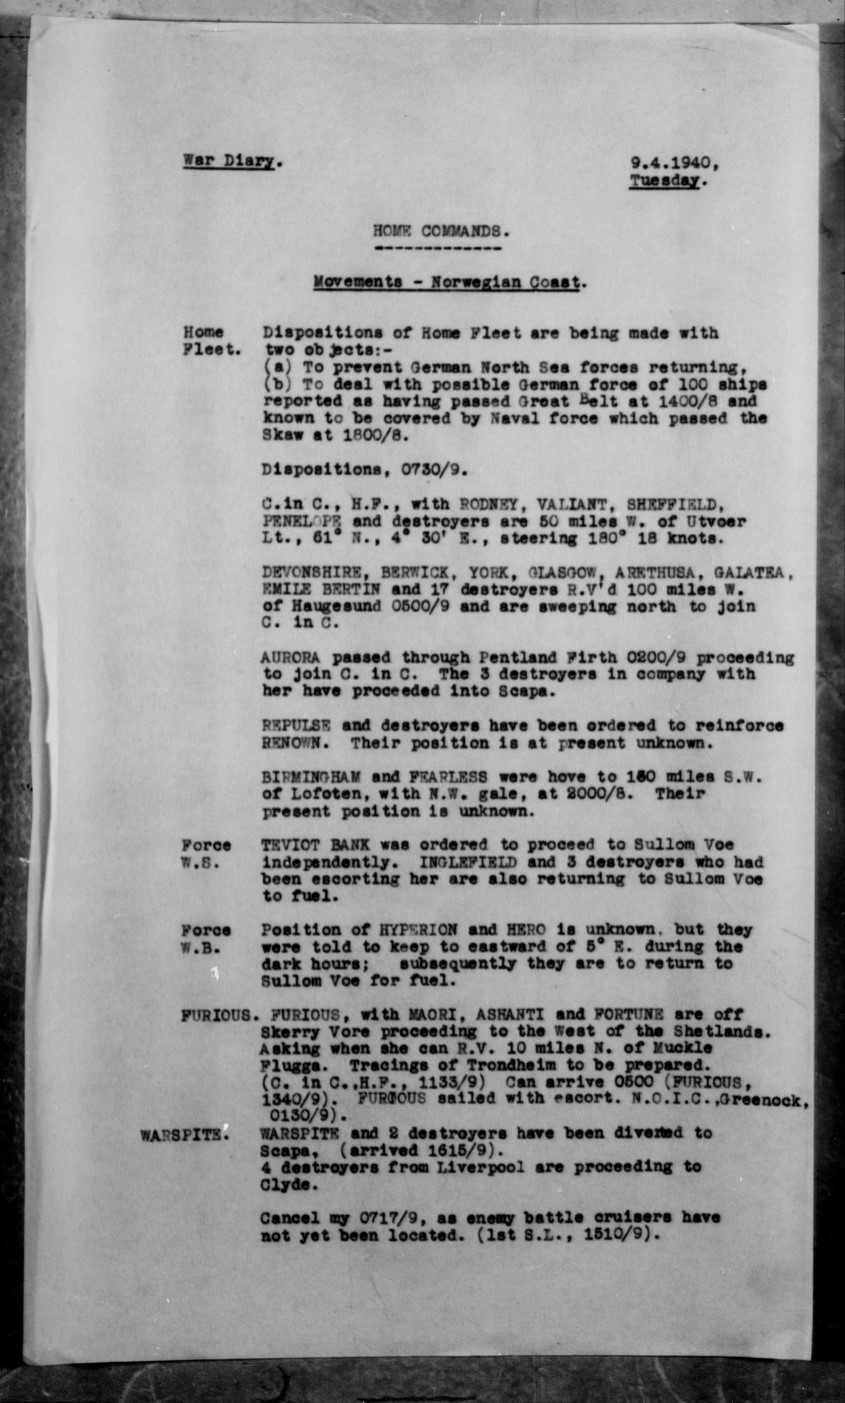 War Diary.
9.4.1940,
Tuesday.
HOME COMMANDS.
Movements - Norwegian Coast.
Home Fleet. Dispositions of Home Fleet are being made with
two objects:-
(a) To prevent German North Sea forces returning,
(b) To deal with possible German force of 100 ships
reported as having passed Great Belt at 1400/8 and
known to be covered by Naval force which passed the
Skaw at 1800/8.
Dispositions, 0730/9.
C.in C., H.F., with RODNEY, VALIANT, SHEFFIELD,
PENELOPE and destroyers are 50 miles W. of Utvoer
Lt., 61° N., 4° 30' E., steering 180° 18 knots.
DEVONSHIRE, BERWICK, YORK, GLASGOW, ARETHUSA, GALATEA,
EMILE BERTIN and 17 destroyers R.V'd 100 miles W.
of Haugesund 0500/9 and are sweeping north to join
C. in C.
AURORA passed through Pentland Firth 0200/9 proceeding
to join C. in C. The 3 destroyers in company with
her have proceeded into Scapa.
REPULSE and destroyers have been ordered to reinforce
RENOWN. Their position is at present unknown.
BIRMINGHAM and FEARLESS were hove to 150 miles S.W.
of Lofoten, with N.W. gale, at 2000/8. Their
present position is unknown.
Force W.S. TEVIOT BANK was ordered to proceed to Sullom Voe
independently. INGLEFIELD and 3 destroyers who had
been escorting her are also returning to Sullom Voe
to fuel.
Force W.B. Position of HYPERION and HERO is unknown, but they
were told to keep to eastward of 5° E. during the
dark hours; subsequently they are to return to
Sullom Voe for fuel.
FURIOUS. FURIOUS, with MAORI, ASHANTI and FORTUNE are off
Skerry Vore proceeding to the West of the Shetlands.
Asking when she can R.V. 10 miles N. of Muckle
Flugga. Tracings of Trondheim to be prepared.
(C. in C.,H.F., 1133/9) Can arrive 0500 (FURIOUS,
1340/9). FURIOUS sailed with escort. N.O.I.C.,Greenock,
0130/9).
WARSPITE. WARSPITE and 2 destroyers have been diverted to
Scapa, (arrived 1615/9).
4 destroyers from Liverpool are proceeding to
Clyde.
Cancel my 0717/9, as enemy battle cruisers have
not yet been located. (1st S.L., 1510/9).